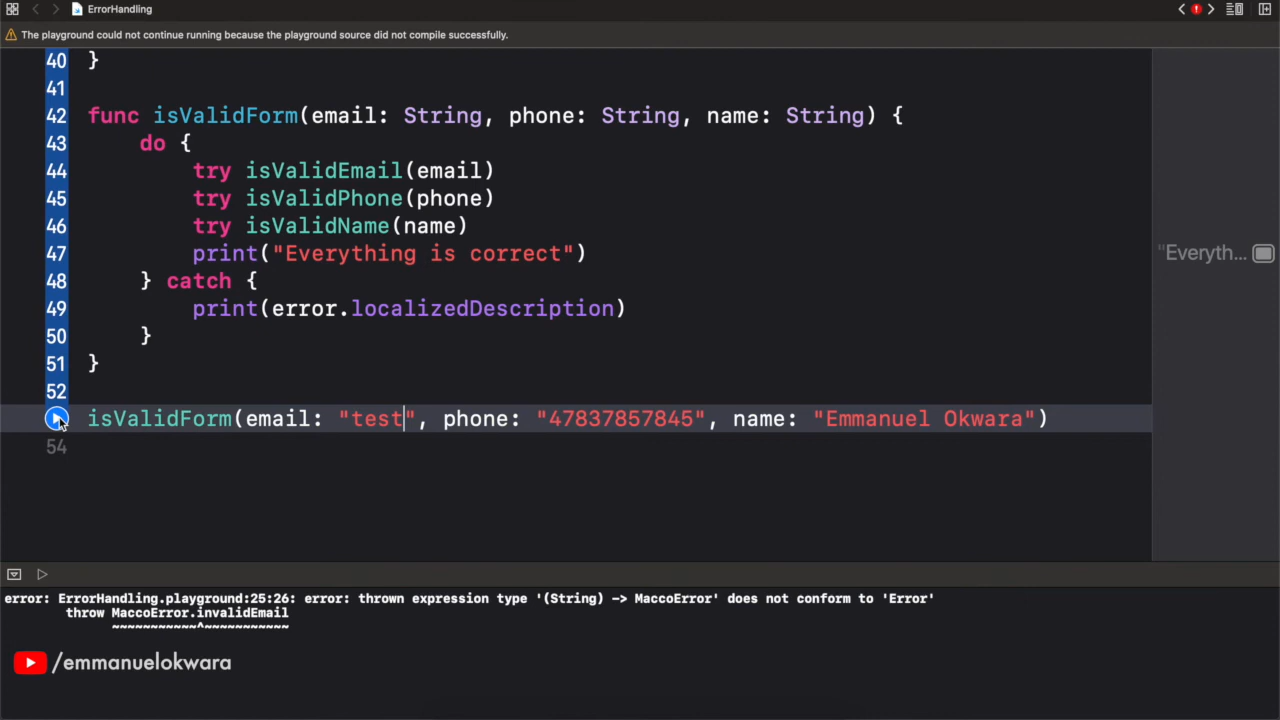 ErrorHandling
The playground could not continue running because the playground source did not compile successfully.
40 }
41
42 func isValidForm(email: String, phone: String, name: String) {
43     do {
44         try isValidEmail(email)
45         try isValidPhone(phone)
46         try isValidName(name)
47         print("Everything is correct")
"Everyth...
48     } catch {
49         print(error.localizedDescription)
50     }
51 }
52
isValidForm(email: "test", phone: "47837857845", name: "Emmanuel Okwara")
54
error: ErrorHandling.playground:25:26: error: thrown expression type '(String) -> MaccoError' does not conform to 'Error'
throw MaccoError.invalidEmail
~~~~~~~~~~~^~~~~~~~~~~~
/emmanuelokwara